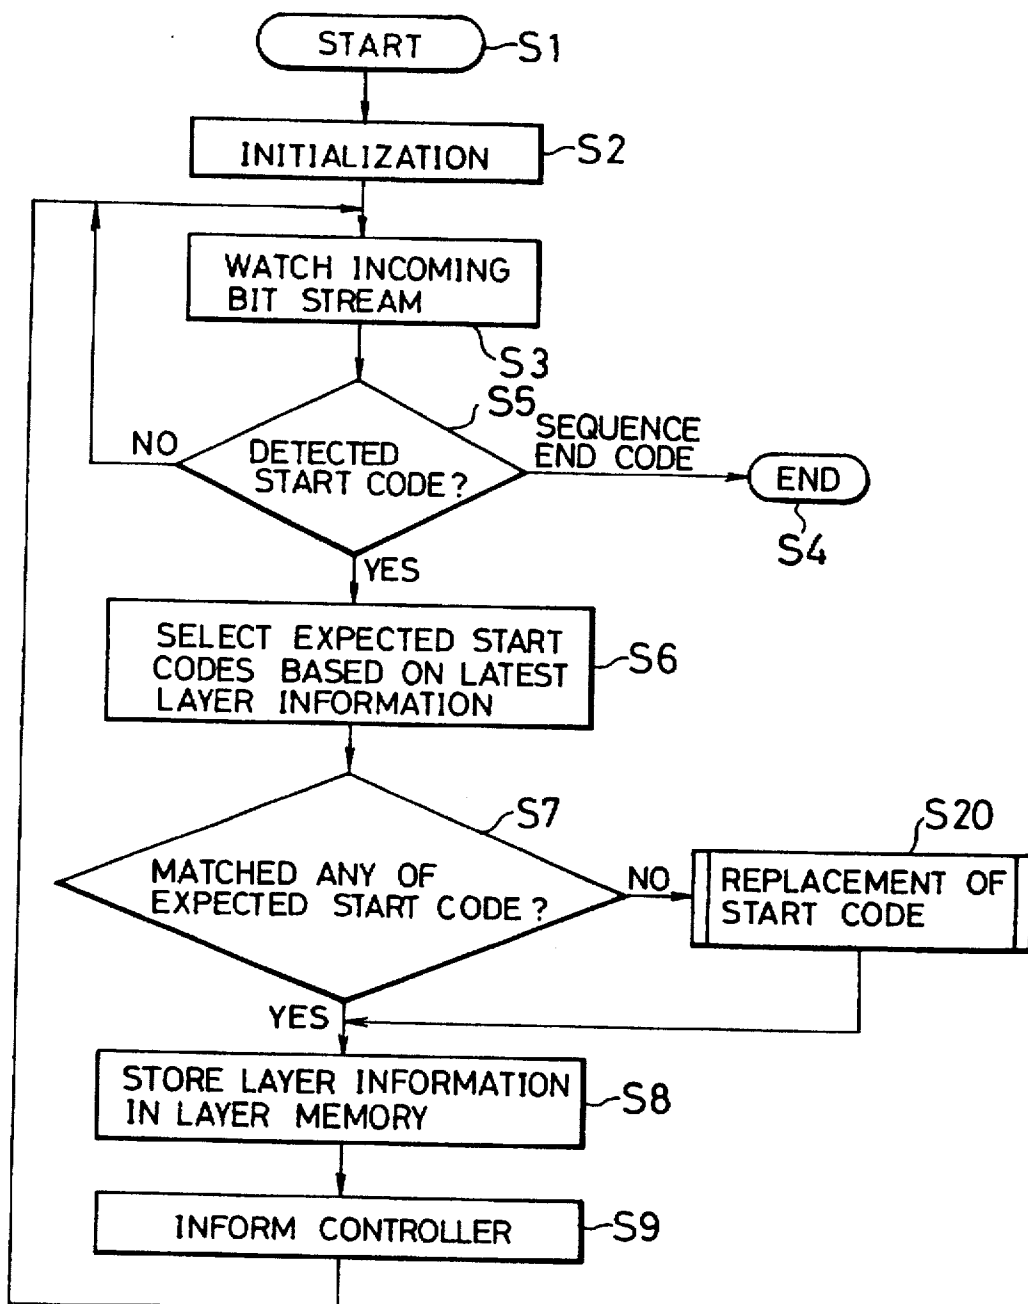 START
S1
INITIALIZATION
S2
WATCH INCOMING
BIT STREAM
S3
S5
NO
DETECTED
START CODE?
SEQUENCE
END CODE
END
S4
YES
SELECT EXPECTED START
CODES BASED ON LATEST
LAYER INFORMATION
S6
S7
MATCHED ANY OF
EXPECTED START CODE?
NO
S20
REPLACEMENT OF
START CODE
YES
STORE LAYER INFORMATION
IN LAYER MEMORY
S8
INFORM CONTROLLER
S9